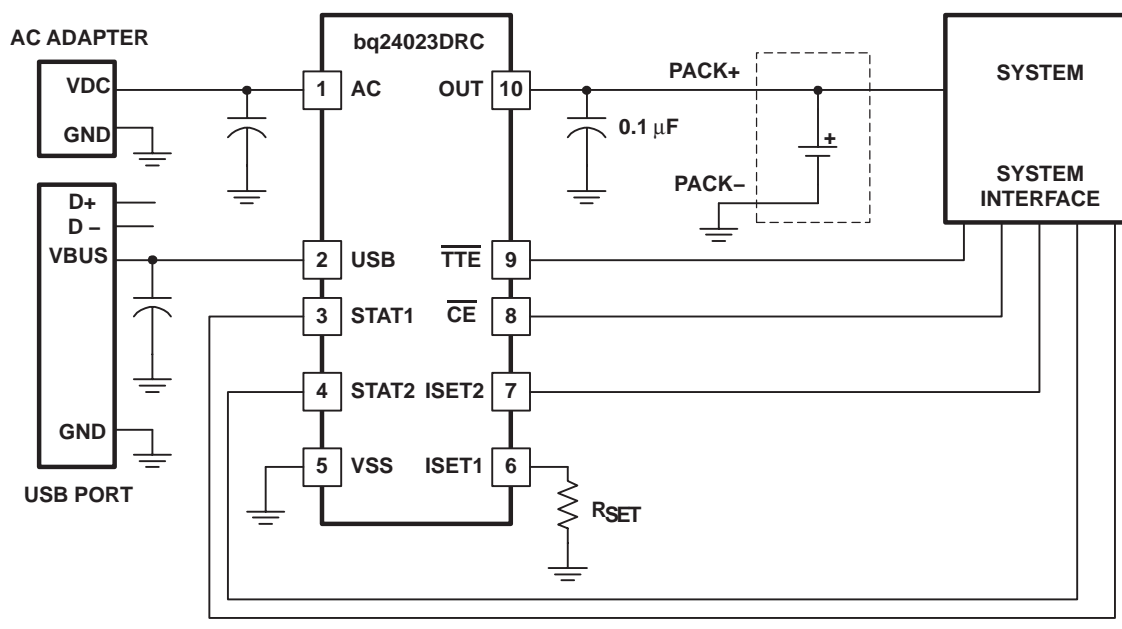 AC ADAPTER
VDC
GND
D+
D –
VBUS
GND
USB PORT
bq24023DRC
1 AC
OUT 10
2 USB
TTE 9
3 STAT1
CE 8
4 STAT2
ISET2 7
5 VSS
ISET1 6
RSET
0.1 μF
PACK+
+
PACK–
SYSTEM
SYSTEM
INTERFACE